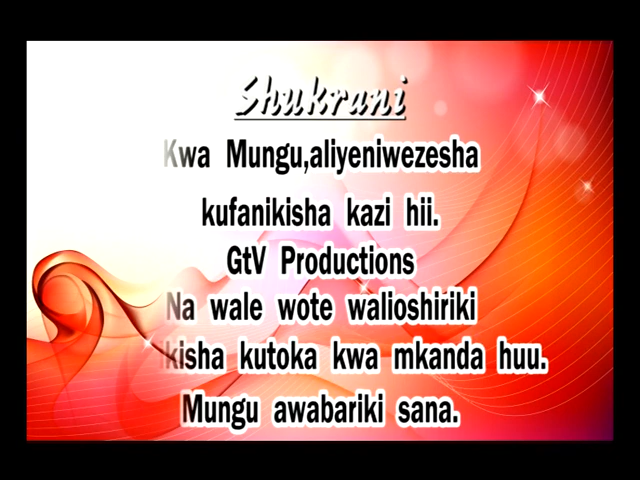 Shukrani
Kwa Mungu,aliyeniwezesha
kufanikisha kazi hii.
GtV Productions
Na wale wote walioshiriki
kutoka kwa mkanda huu.
Mungu awabariki sana.